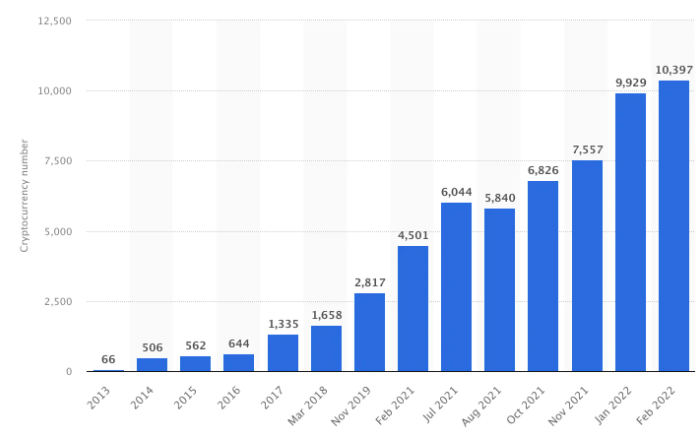 12,500
10,000
7,500
5,000
2,500
0
Cryptocurrency number
66
506
562
644
1,335
1,658
2,817
4,501
6,044
5,840
6,826
7,557
9,929
10,397
2013
2014
2015
2016
2017
Mar 2018
Nov 2019
Feb 2021
Jul 2021
Aug 2021
Oct 2021
Nov 2021
Jan 2022
Feb 2022